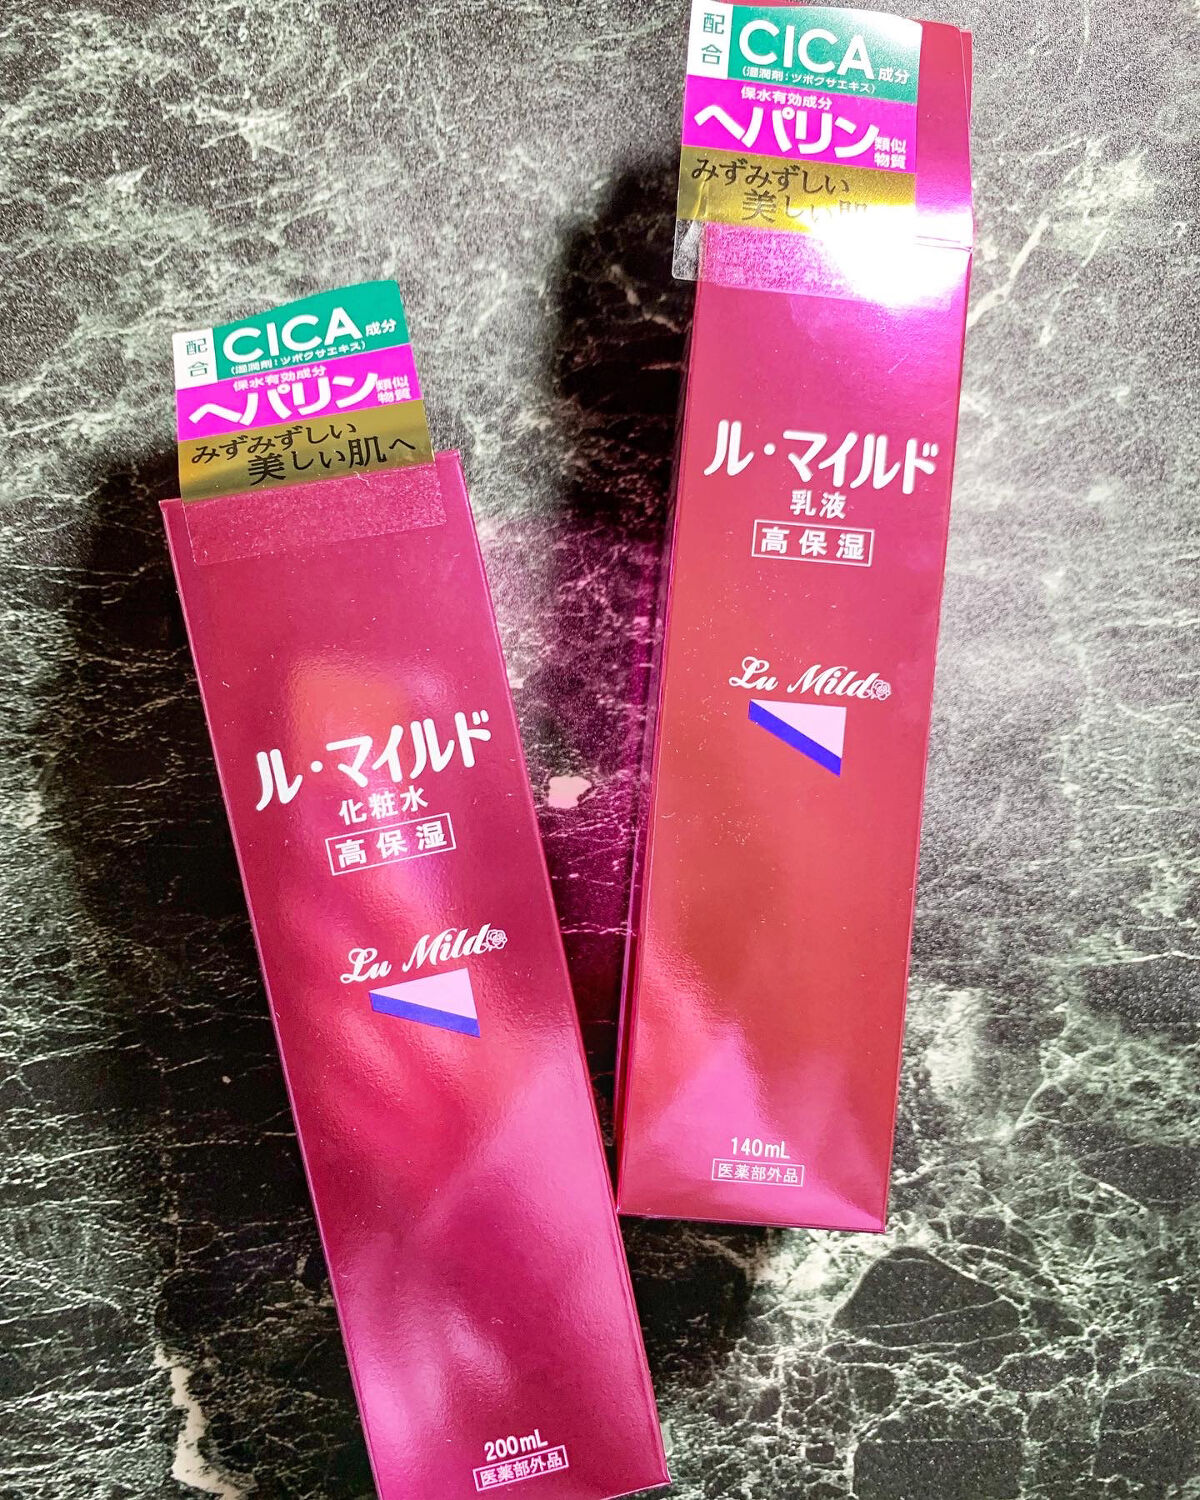 配合
CICA成分
(湿潤剤:ツボクサエキス)
保水有効成分
ヘパリン類似物質
みずみずしい
美しい肌へ
ル・マイルド
化粧水
高保湿
Lu Mild
200mL
医薬部外品
配合
CICA成分
(湿潤剤:ツボクサエキス)
保水有効成分
ヘパリン類似物質
みずみずしい
美しい肌
ル・マイルド
乳液
高保湿
Lu Mild
140mL
医薬部外品